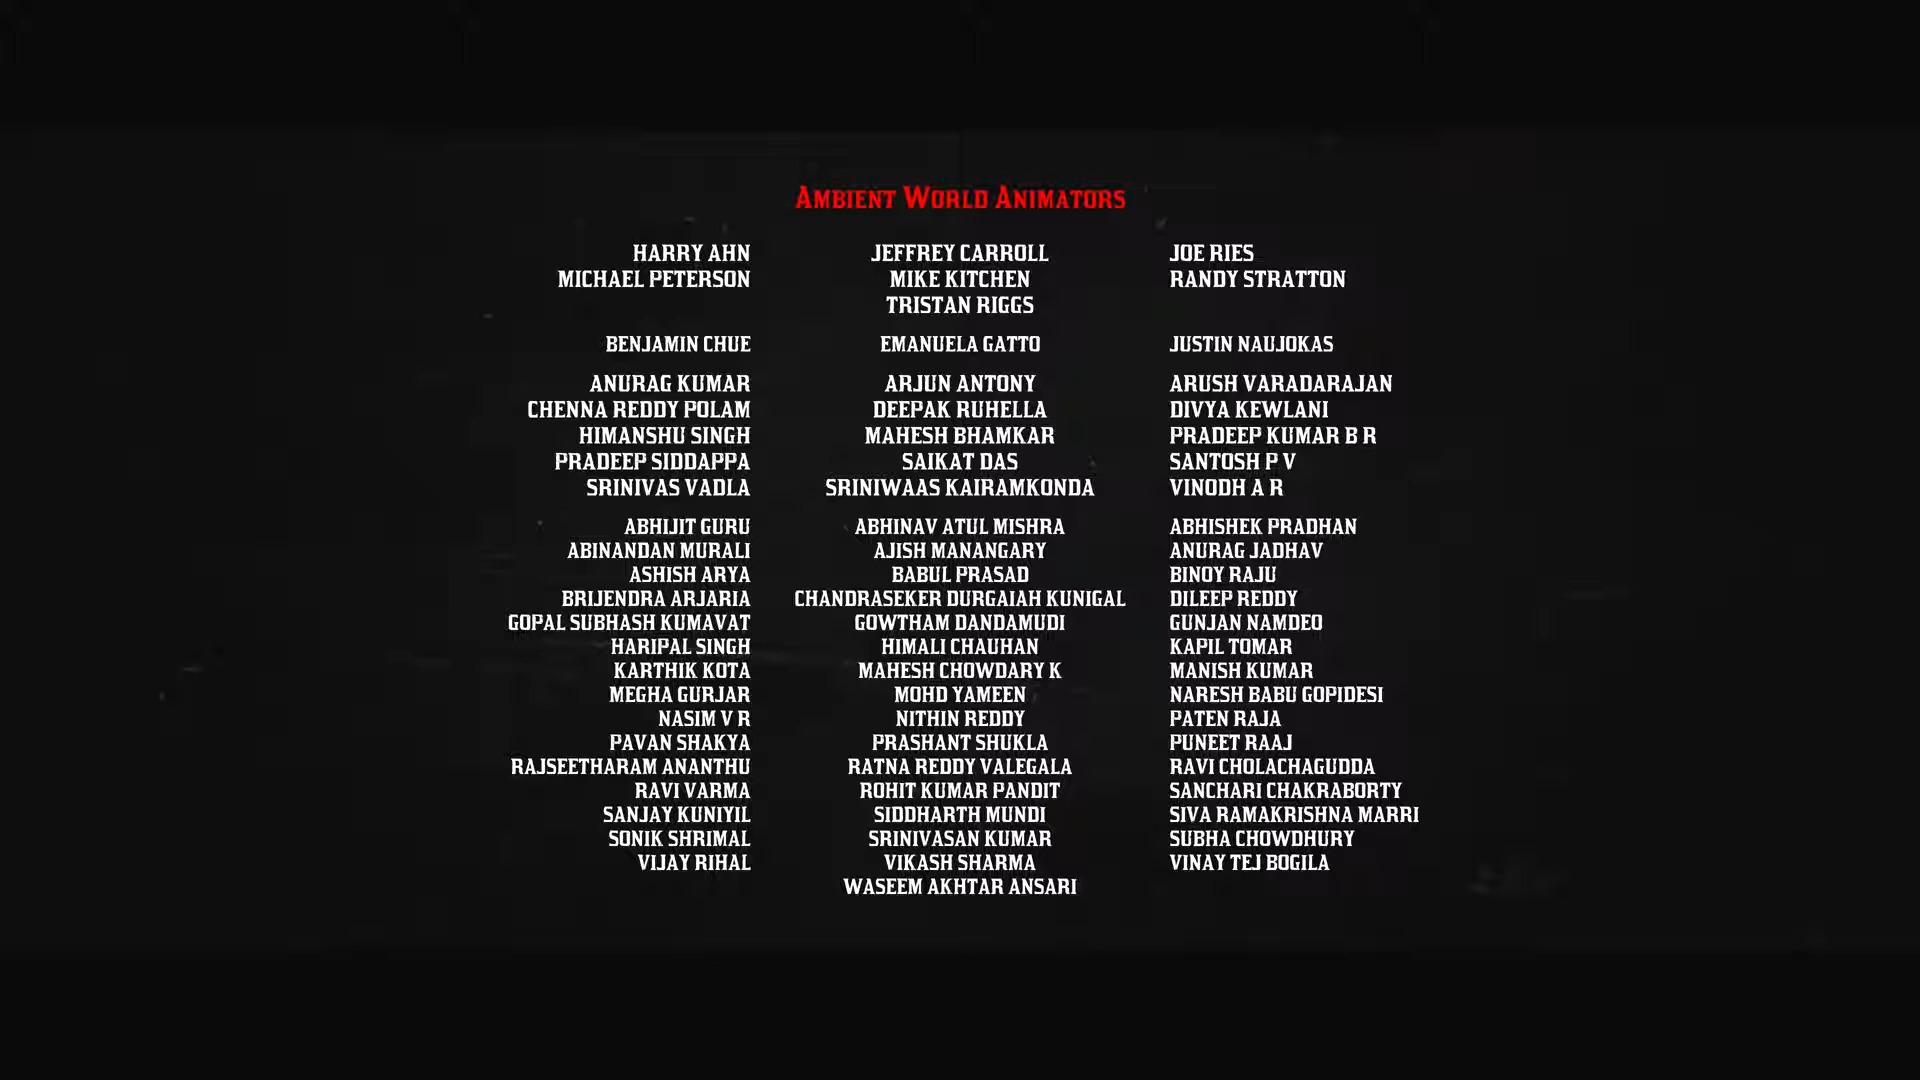 Ambient World Animators
HARRY AHN JEFFREY CARROLL JOE RIES
MICHAEL PETERSON MIKE KITCHEN RANDY STRATTON
TRISTAN RIGGS
BENJAMIN CHUE EMANUELA GATTO JUSTIN NAUJOKAS
ANURAG KUMAR ARJUN ANTONY ARUSH VARADARAJAN
CHENNA REDDY POLAM DEEPAK RUHELLA DIVYA KEWLANI
HIMANSHU SINGH MAHESH BHAMKAR PRADEEP KUMAR B R
PRADEEP SIDDAPPA SAIKAT DAS SANTOSH P V
SRINIVAS VADLA SRINIWAAS KAIRAMKONDA VINODH A R
ABHIJIT GURU ABHINAV ATUL MISHRA ABHISHEK PRADHAN
ABINANDAN MURALI AJISH MANANGARY ANURAG JADHAV
ASHISH ARYA BABUL PRASAD BINOY RAJU
BRIJENDRA ARJARIA CHANDRASEKER DURGAIAH KUNIGAL DILEEP REDDY
GOPAL SUBHASH KUMAVAT GOWTHAM DANDAMUDI GUNJAN NAMDEO
HARIPAL SINGH HIMALI CHAUHAN KAPIL TOMAR
KARTHIK KOTA MAHESH CHOWDARY K MANISH KUMAR
MEGHA GURJAR MOHD YAMEEN NARESH BABU GOPIDESI
NASIM V R NITHIN REDDY PATEN RAJA
PAVAN SHAKYA PRASHANT SHUKLA PUNEET RAAJ
RAJSEETHARAM ANANTHU RATNA REDDY VALEGALA RAVI CHOLACHAGUDDA
RAVI VARMA ROHIT KUMAR PANDIT SANCHARI CHAKRABORTY
SANJAY KUNIYIL SIDDHARTH MUNDI SIVA RAMAKRISHNA MARRI
SONIK SHRIMAL SRINIVASAN KUMAR SUBHA CHOWDHURY
VIJAY RIHAL VIKASH SHARMA VINAY TEJ BOGILA
WASEEM AKHTAR ANSARI